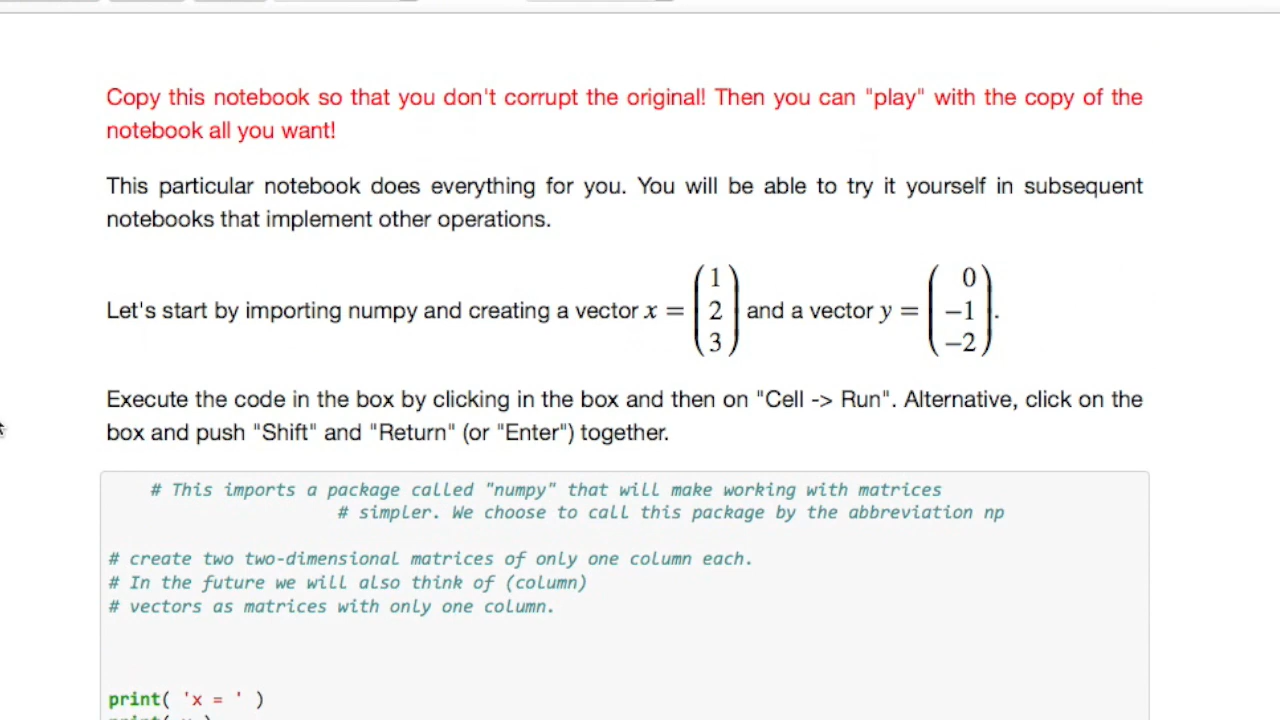 Copy this notebook so that you don't corrupt the original! Then you can "play" with the copy of the
notebook all you want!
This particular notebook does everything for you. You will be able to try it yourself in subsequent
notebooks that implement other operations.
Let's start by importing numpy and creating a vector x = (1 2 3) and a vector y = (0 −1 −2).
Execute the code in the box by clicking in the box and then on "Cell -> Run". Alternative, click on the
box and push "Shift" and "Return" (or "Enter") together.
# This imports a package called "numpy" that will make working with matrices
# simpler. We choose to call this package by the abbreviation np
# create two two-dimensional matrices of only one column each.
# In the future we will also think of (column)
# vectors as matrices with only one column.
print( 'x = ' )